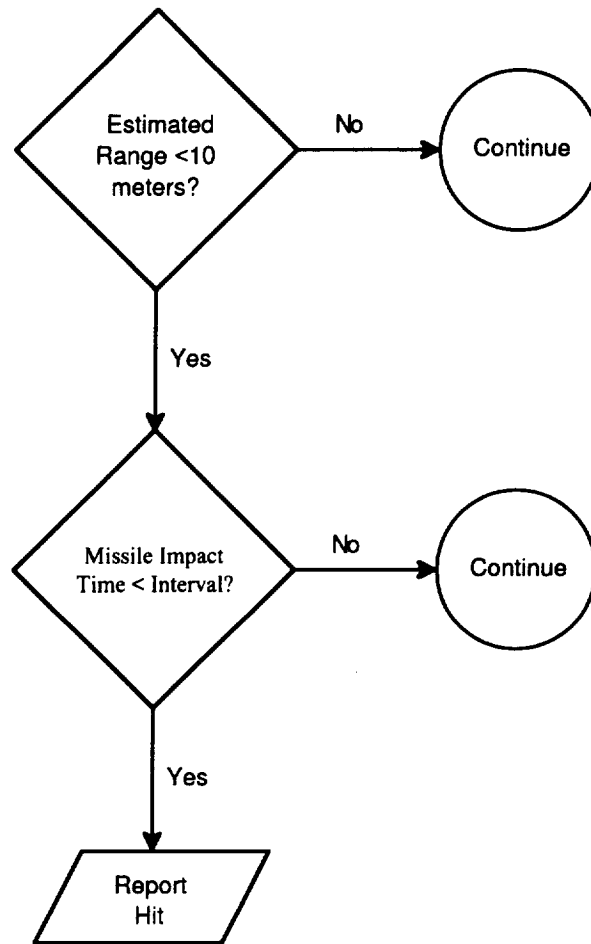 Estimated
Range <10
meters?
No
Continue
Yes
Missile Impact
Time < Interval?
No
Continue
Yes
Report
Hit